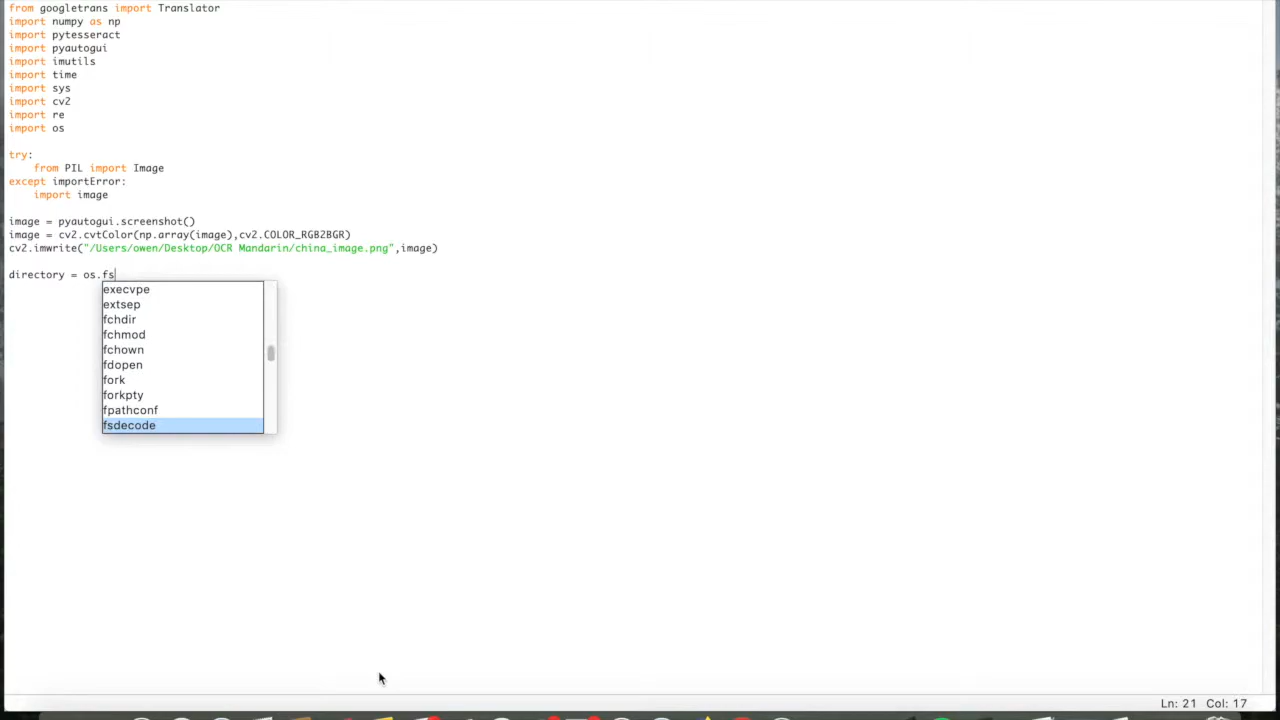 from googletrans import Translator
import numpy as np
import pytesseract
import pyautogui
import imutils
import time
import sys
import cv2
import re
import os
try:
    from PIL import Image
except importError:
    import image
image = pyautogui.screenshot()
image = cv2.cvtColor(np.array(image),cv2.COLOR_RGB2BGR)
cv2.imwrite("/Users/owen/Desktop/OCR Mandarin/china_image.png",image)
directory = os.fs
execvpe
extsep
fchdir
fchmod
fchown
fdopen
fork
forkpty
fpathconf
fsdecode
Ln: 21 Col: 17